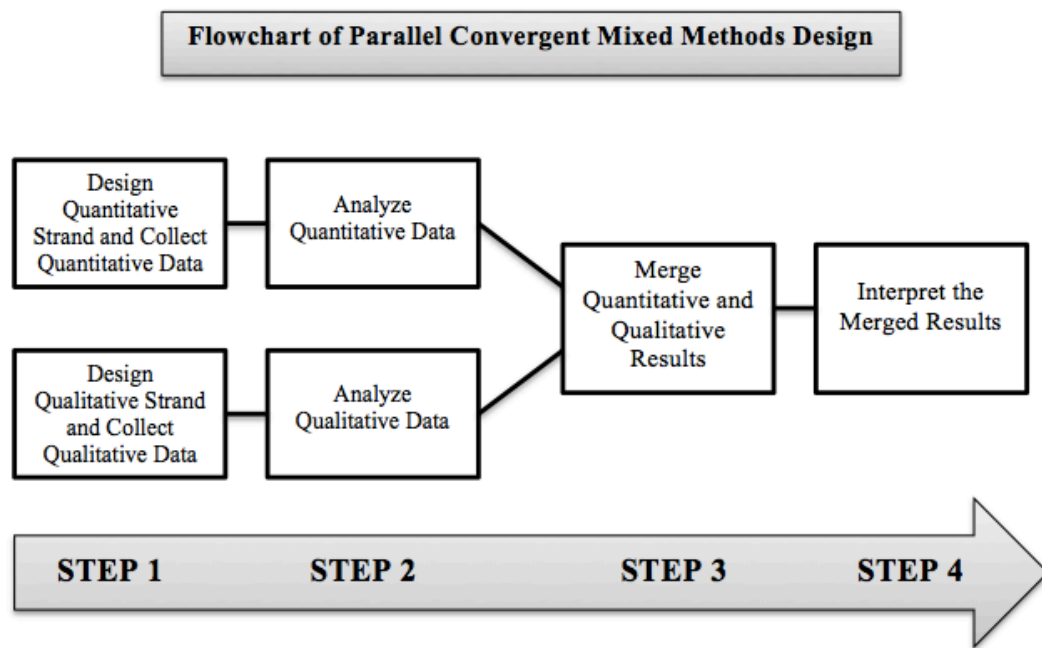 Flowchart of Parallel Convergent Mixed Methods Design
Design
Quantitative
Strand and Collect
Quantitative Data
Analyze
Quantitative Data
Design
Qualitative Strand
and Collect
Qualitative Data
Analyze
Qualitative Data
Merge
Quantitative and
Qualitative
Results
Interpret the
Merged Results
STEP 1
STEP 2
STEP 3
STEP 4